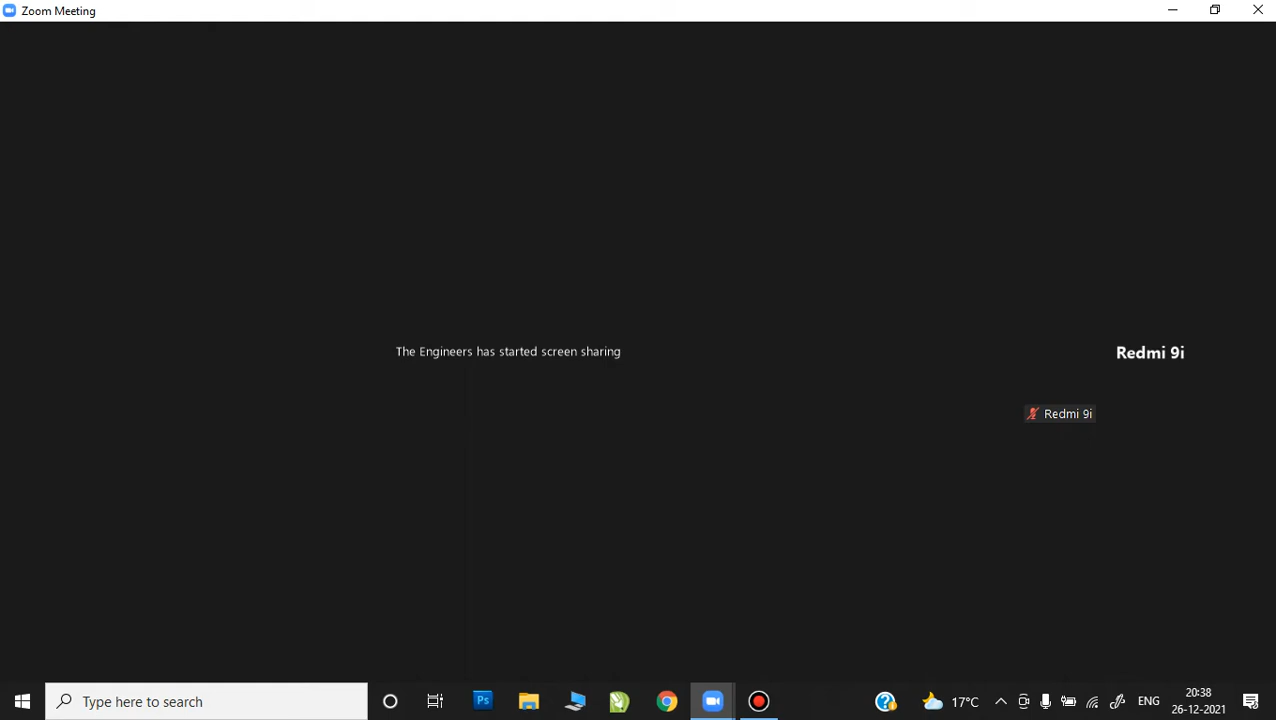 Zoom Meeting
The Engineers has started screen sharing
Redmi 9i
Redmi 9i
Type here to search
Ps
17°C
ENG
20:38
26-12-2021